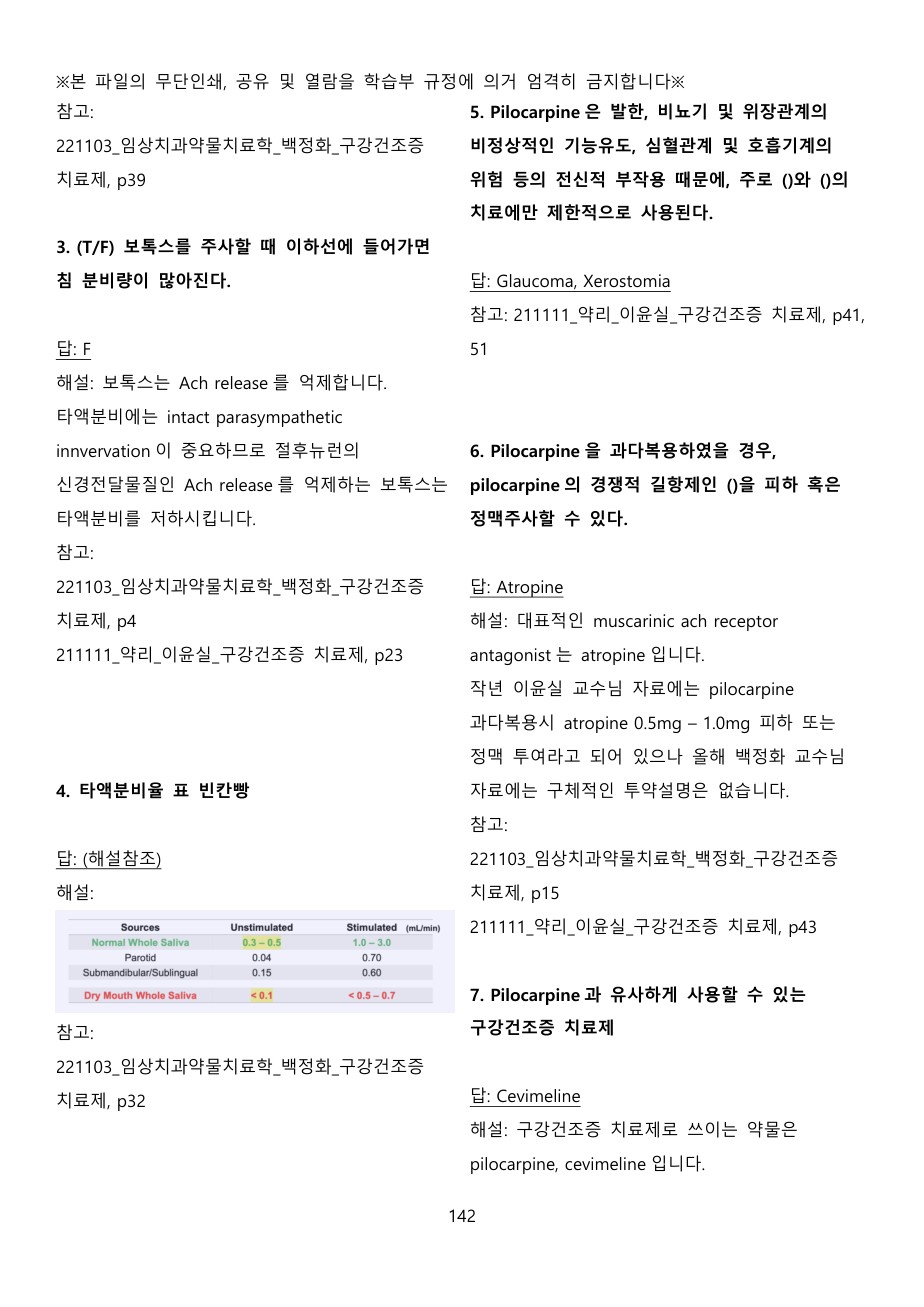 ※본 파일의 무단인쇄, 공유 및 열람을 학습부 규정에 의거 엄격히 금지합니다※
참고:
221103_임상치과약물치료학_백정화_구강건조증
치료제, p39
3. (T/F) 보톡스를 주사할 때 이하선에 들어가면
침 분비량이 많아진다.
답: F
해설: 보톡스는 Ach release 를 억제합니다.
타액분비에는 intact parasympathetic
innvervation 이 중요하므로 절후뉴런의
신경전달물질인 Ach release 를 억제하는 보톡스는
타액분비를 저하시킵니다.
참고:
221103_임상치과약물치료학_백정화_구강건조증
치료제, p4
211111_약리_이윤실_구강건조증 치료제, p23
4. 타액분비율 표 빈칸빵
답: (해설참조)
해설:
Sources Unstimulated Stimulated (mL/min)
Normal Whole Saliva 0.3 – 0.5 1.0 – 3.0
Parotid 0.04 0.70
Submandibular/Sublingual 0.15 0.60
Dry Mouth Whole Saliva < 0.1 < 0.5 – 0.7
참고:
221103_임상치과약물치료학_백정화_구강건조증
치료제, p32
5. Pilocarpine 은 발한, 비뇨기 및 위장관계의
비정상적인 기능유도, 심혈관계 및 호흡기계의
위험 등의 전신적 부작용 때문에, 주로 ()와 ()의
치료에만 제한적으로 사용된다.
답: Glaucoma, Xerostomia
참고: 211111_약리_이윤실_구강건조증 치료제, p41,
51
6. Pilocarpine 을 과다복용하였을 경우,
pilocarpine 의 경쟁적 길항제인 ()을 피하 혹은
정맥주사할 수 있다.
답: Atropine
해설: 대표적인 muscarinic ach receptor
antagonist 는 atropine 입니다.
작년 이윤실 교수님 자료에는 pilocarpine
과다복용시 atropine 0.5mg – 1.0mg 피하 또는
정맥 투여라고 되어 있으나 올해 백정화 교수님
자료에는 구체적인 투약설명은 없습니다.
참고:
221103_임상치과약물치료학_백정화_구강건조증
치료제, p15
211111_약리_이윤실_구강건조증 치료제, p43
7. Pilocarpine 과 유사하게 사용할 수 있는
구강건조증 치료제
답: Cevimeline
해설: 구강건조증 치료제로 쓰이는 약물은
pilocarpine, cevimeline 입니다.
142